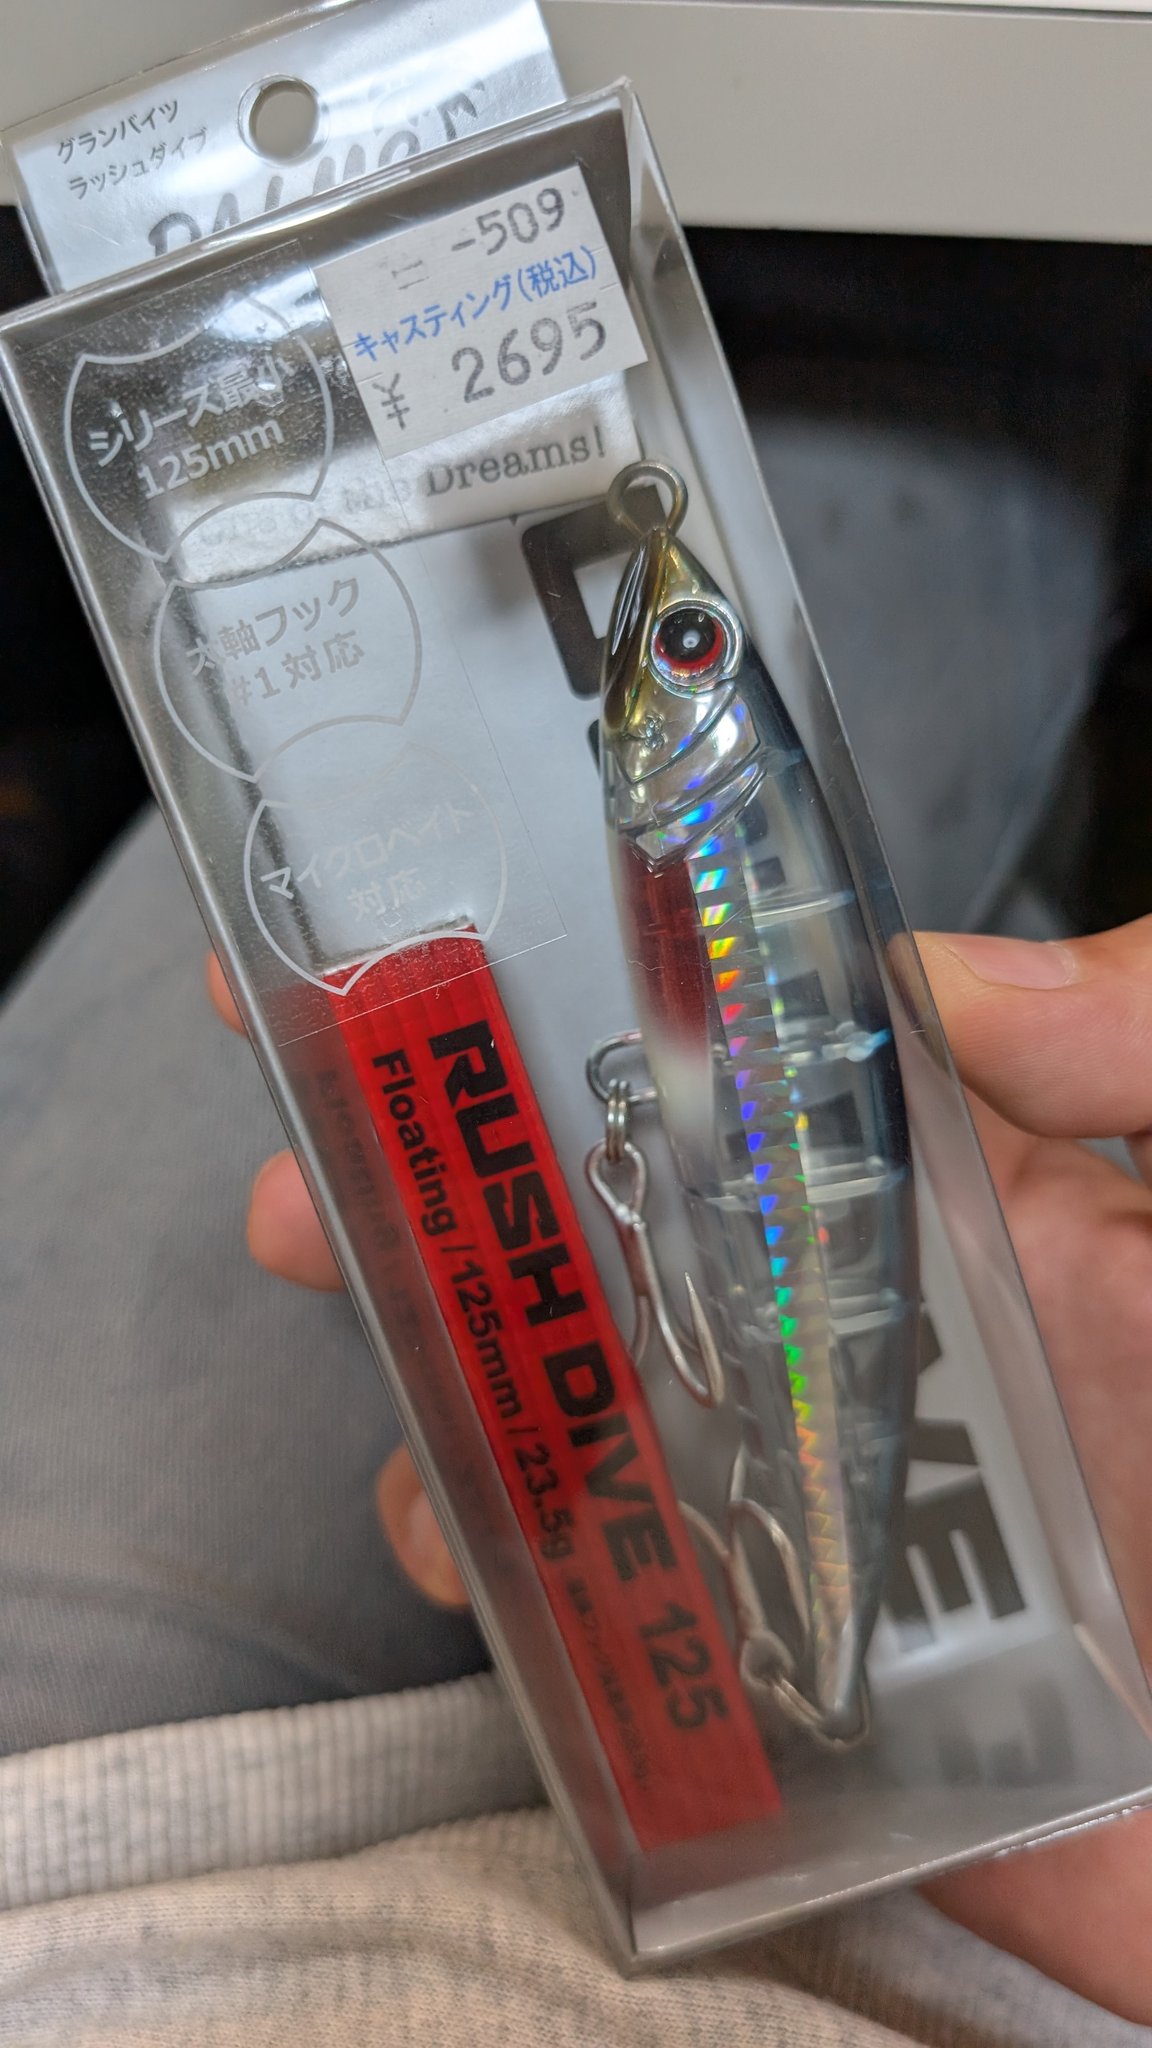 グランバイツ
ラッシュダイブ
-509
キャスティング(税込)
¥ 2695
シリーズ最小
125mm
Dreams!
太軸フック
#1対応
マイクロベイト
対応
RUSH DIVE 125
Floating / 125mm / 23.5g